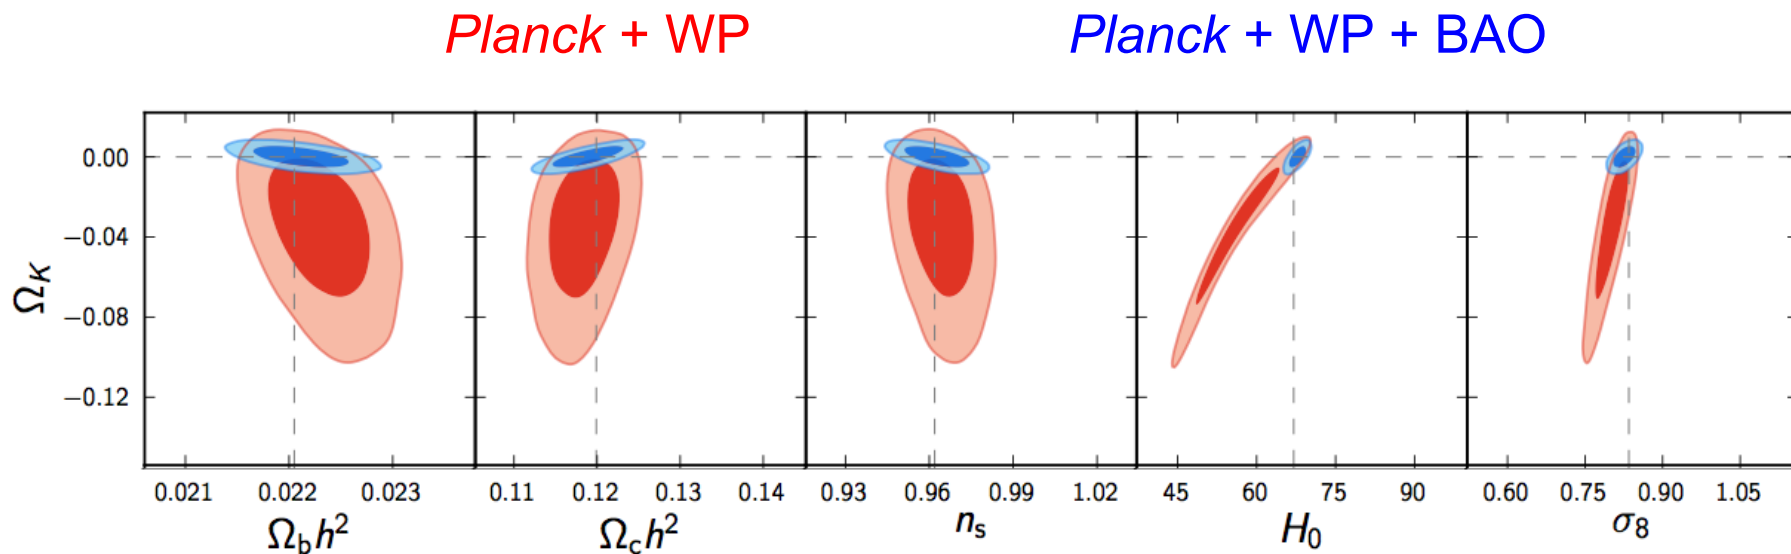 Planck + WP
Planck + WP + BAO
Ω_K
0.00
−0.04
−0.08
−0.12
0.021 0.022 0.023
0.11 0.12 0.13 0.14
0.93 0.96 0.99 1.02
45 60 75 90
0.60 0.75 0.90 1.05
Ω_b h²
Ω_c h²
n_s
H_0
σ_8